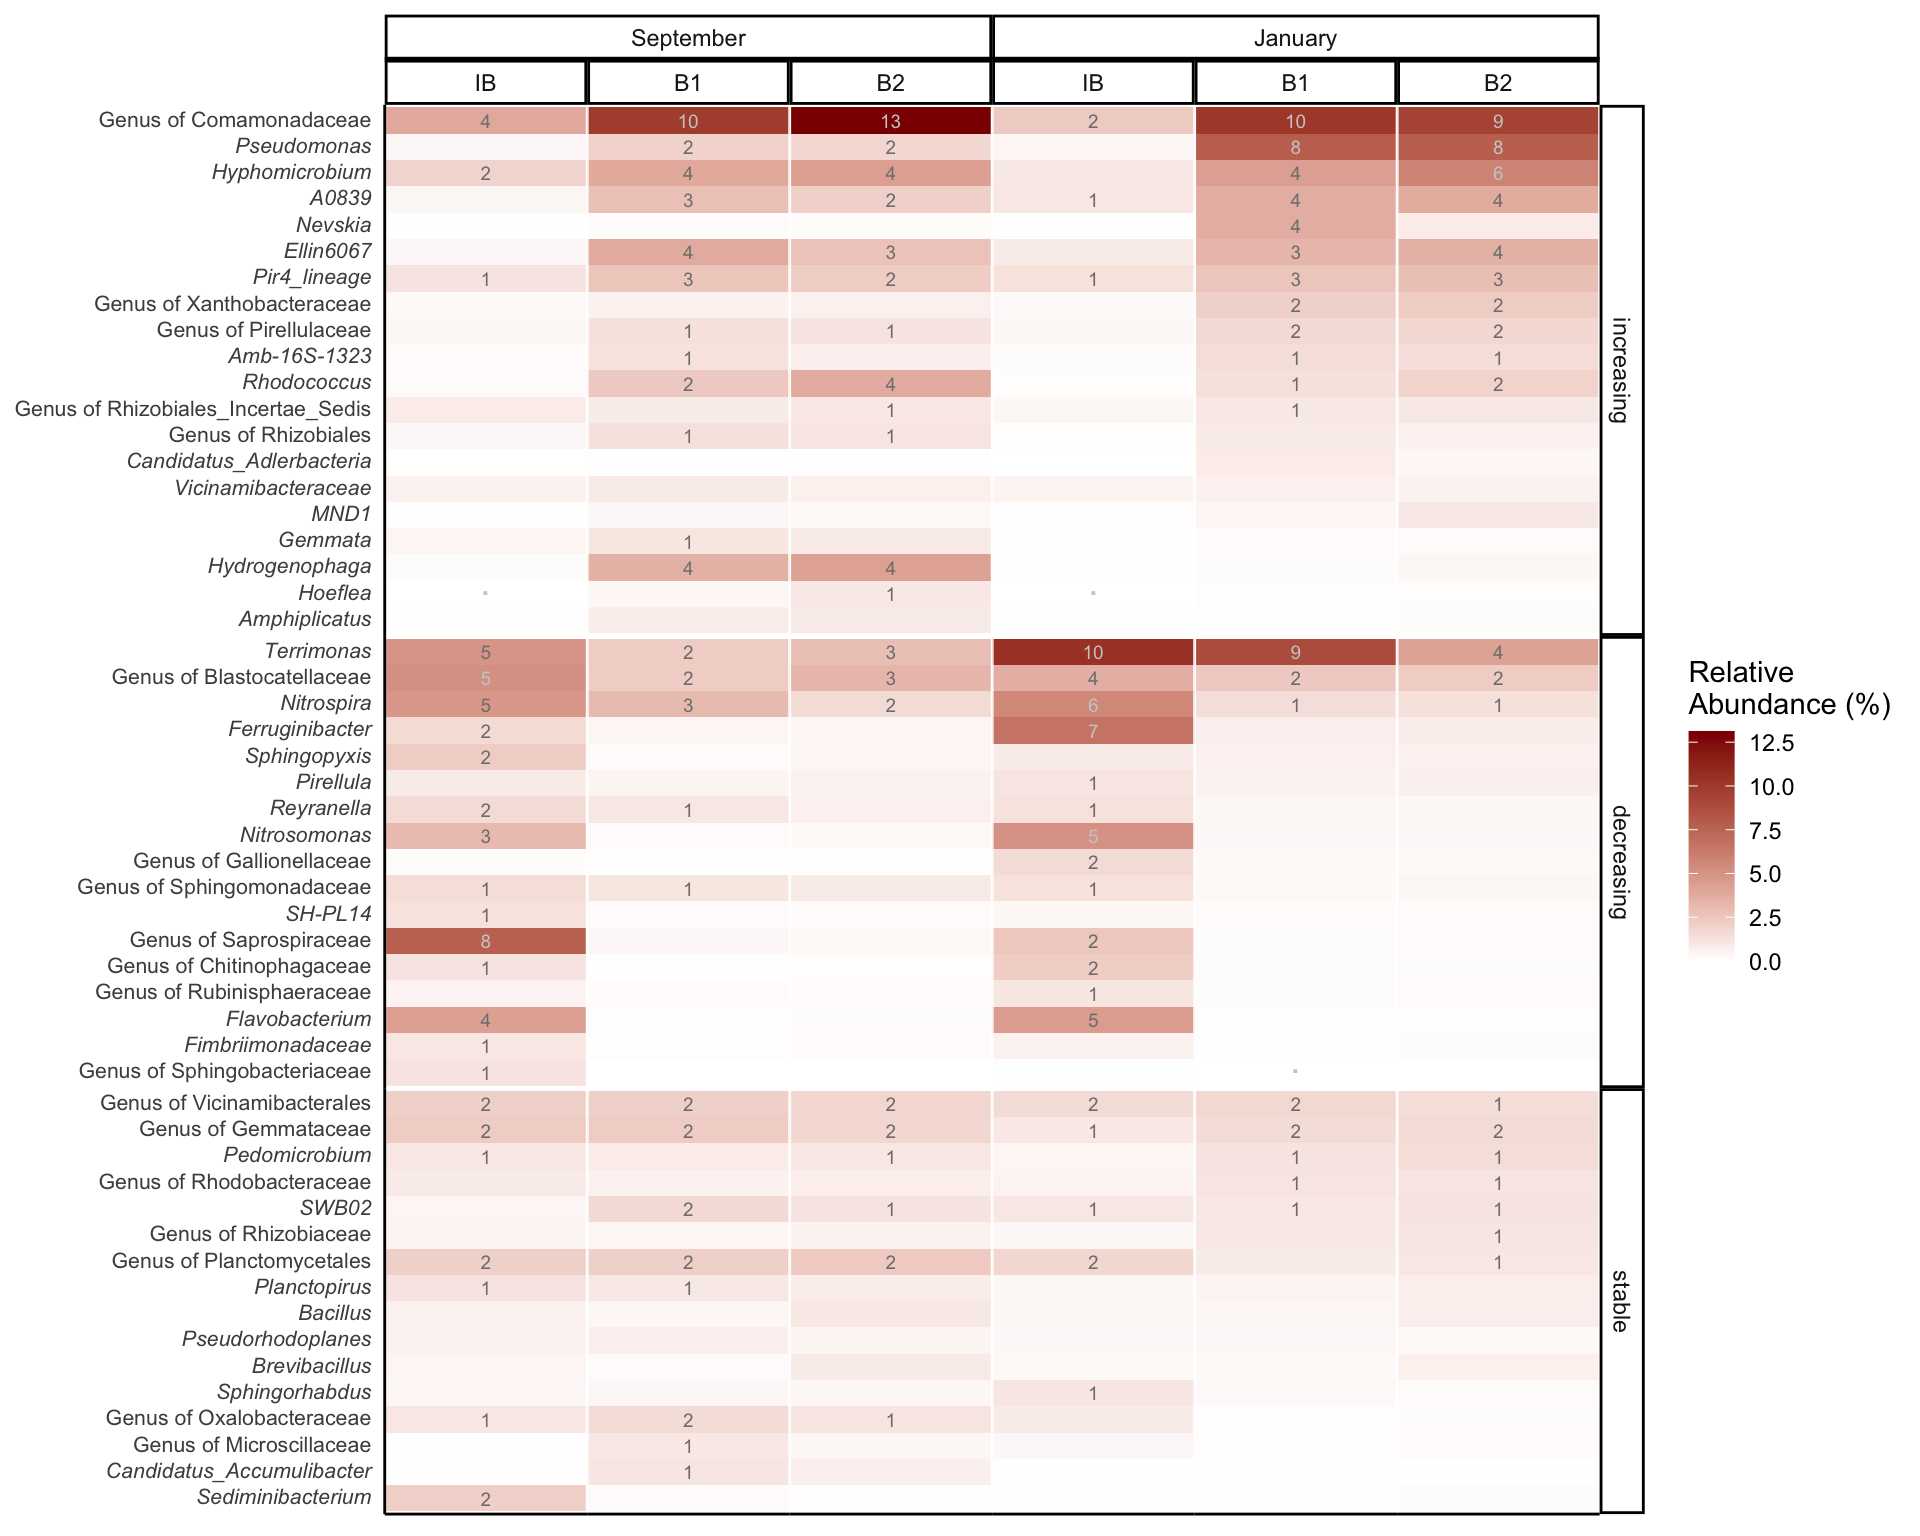 September January
IB B1 B2 IB B1 B2
Genus of Comamonadaceae 4 10 13 2 10 9
Pseudomonas 2 2 8 8
Hyphomicrobium 2 4 4 4 6
A0839 3 2 1 4 4
Nevskia 4
Ellin6067 4 3 3 4
Pir4_lineage 1 3 2 1 3 3
Genus of Xanthobacteraceae 2 2
Genus of Pirellulaceae 1 1 2 2
Amb-16S-1323 1 1 1
Rhodococcus 2 4 1 2
Genus of Rhizobiales_Incertae_Sedis 1 1
Genus of Rhizobiales 1 1
Candidatus_Adlerbacteria
Vicinamibacteraceae
MND1
Gemmata 1
Hydrogenophaga 4 4
Hoeflea 1
Amphiplicatus
increasing
Terrimonas 5 2 3 10 9 4
Genus of Blastocatellaceae 5 2 3 4 2 2
Nitrospira 5 3 2 6 1 1
Ferruginibacter 2 7
Sphingopyxis 2
Pirellula 1
Reyranella 2 1 1
Nitrosomonas 3 5
Genus of Gallionellaceae 2
Genus of Sphingomonadaceae 1 1 1
SH-PL14 1
Genus of Saprospiraceae 8 2
Genus of Chitinophagaceae 1 2
Genus of Rubinisphaeraceae 1
Flavobacterium 4 5
Fimbriimonadaceae 1
Genus of Sphingobacteriaceae 1
decreasing
Genus of Vicinamibacterales 2 2 2 2 2 1
Genus of Gemmataceae 2 2 2 1 2 2
Pedomicrobium 1 1 1 1
Genus of Rhodobacteraceae 1 1
SWB02 2 1 1 1 1
Genus of Rhizobiaceae 1
Genus of Planctomycetales 2 2 2 2 1
Planctopirus 1 1
Bacillus
Pseudorhodoplanes
Brevibacillus
Sphingorhabdus 1
Genus of Oxalobacteraceae 1 2 1
Genus of Microscillaceae 1
Candidatus_Accumulibacter 1
Sediminibacterium 2
stable
Relative
Abundance (%)
12.5
10.0
7.5
5.0
2.5
0.0